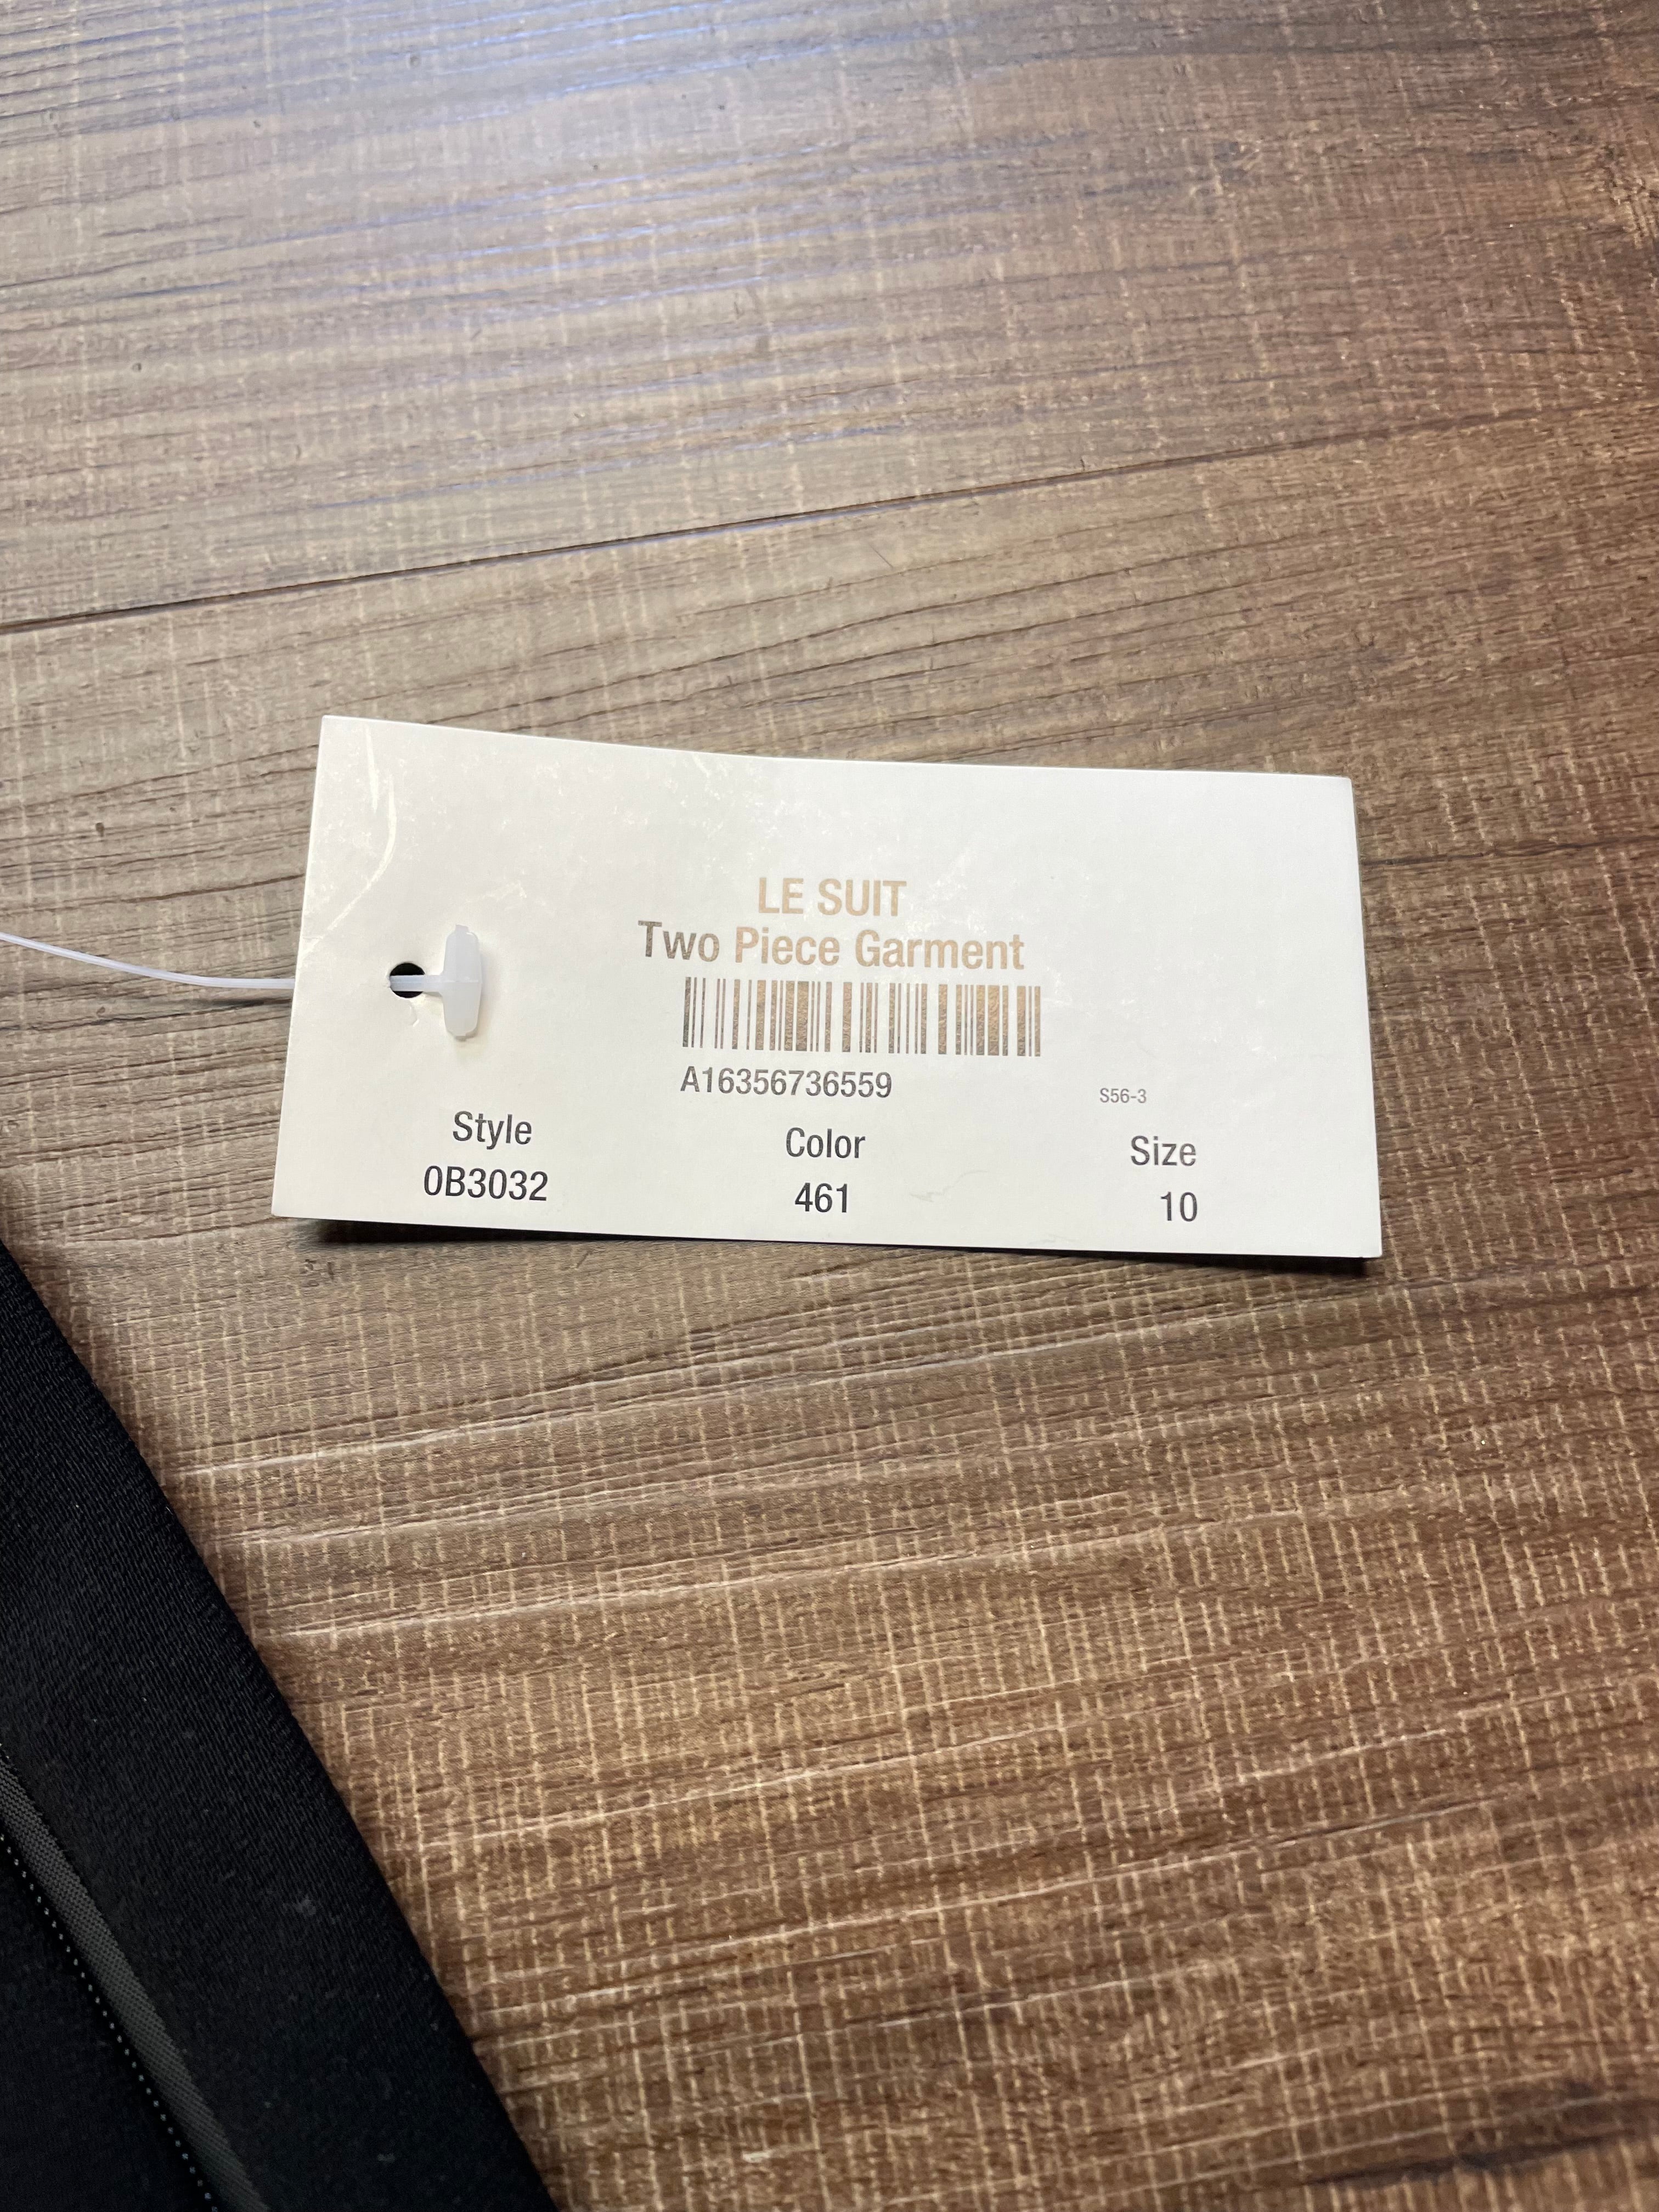 LE SUIT
Two Piece Garment
A16356736559
S56-3
Style Color Size
0B3032 461 10